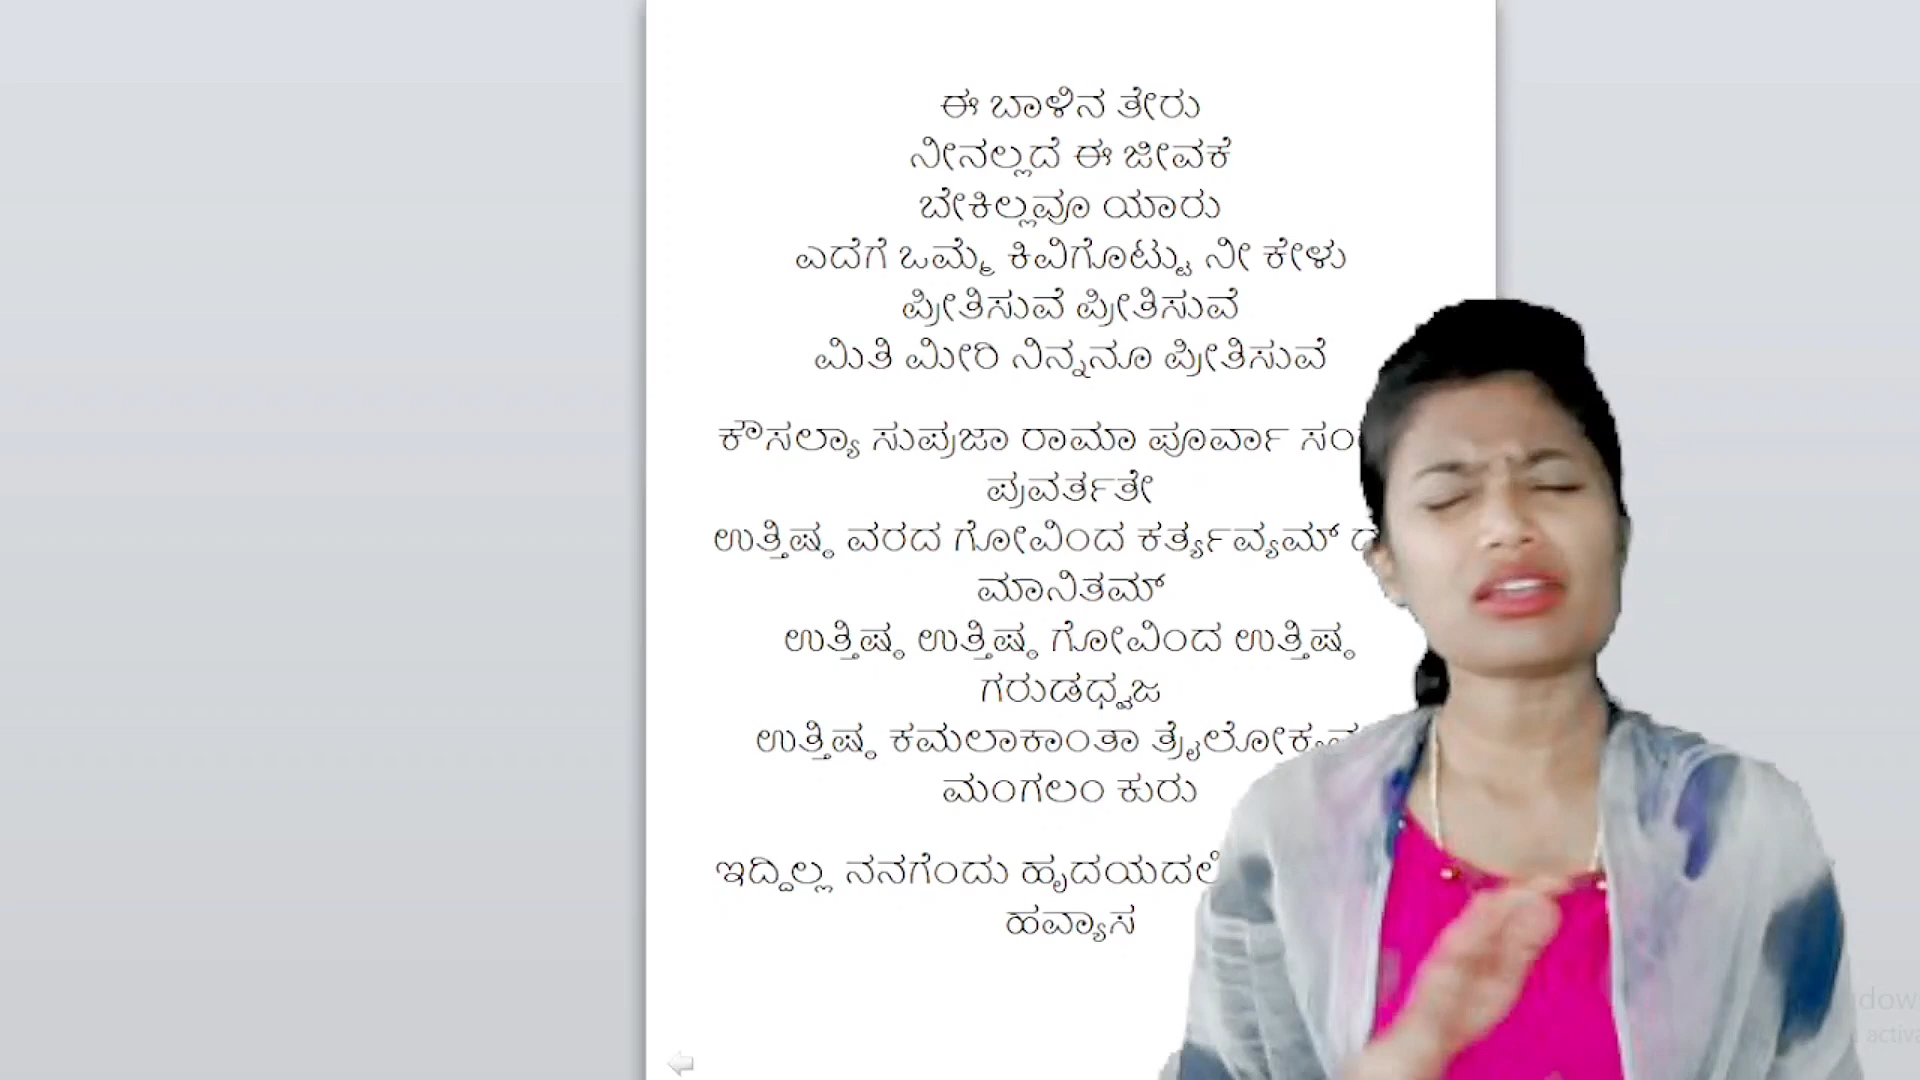 ಈ ಬಾಳಿನ ತೇರು
ನೀನಲ್ಲದೆ ಈ ಜೀವಕೆ
ಬೇಕಿಲ್ಲವೂ ಯಾರು
ಎದೆಗೆ ಒಮ್ಮೆ ಕಿವಿಗೊಟ್ಟು ನೀ ಕೇಳು
ಪ್ರೀತಿಸುವೆ ಪ್ರೀತಿಸುವೆ
ಮಿತಿ ಮೀರಿ ನಿನ್ನನೂ ಪ್ರೀತಿಸುವೆ
ಕೌಸಲ್ಯಾ ಸುಪ್ರಜಾ ರಾಮಾ ಪೂರ್ವಾ
ಪ್ರವರ್ತತೇ
ಉತ್ತಿಷ್ಠ ವರದ ಗೋವಿಂದ ಕರ್ತ್ಯವ್ಯಮ್
ಮಾನಿತಮ್
ಉತ್ತಿಷ್ಠ ಉತ್ತಿಷ್ಠ ಗೋವಿಂದ ಉತ್ತಿಷ್ಠ
ಗರುಡಧ್ವಜ
ಉತ್ತಿಷ್ಠ ಕಮಲಾಕಾಂತಾ
ಮಂಗಲಂ ಕುರು
ಇದ್ದಿಲ್ಲ ನನಗೆಂದು
ಹವ್ಯಾಸ